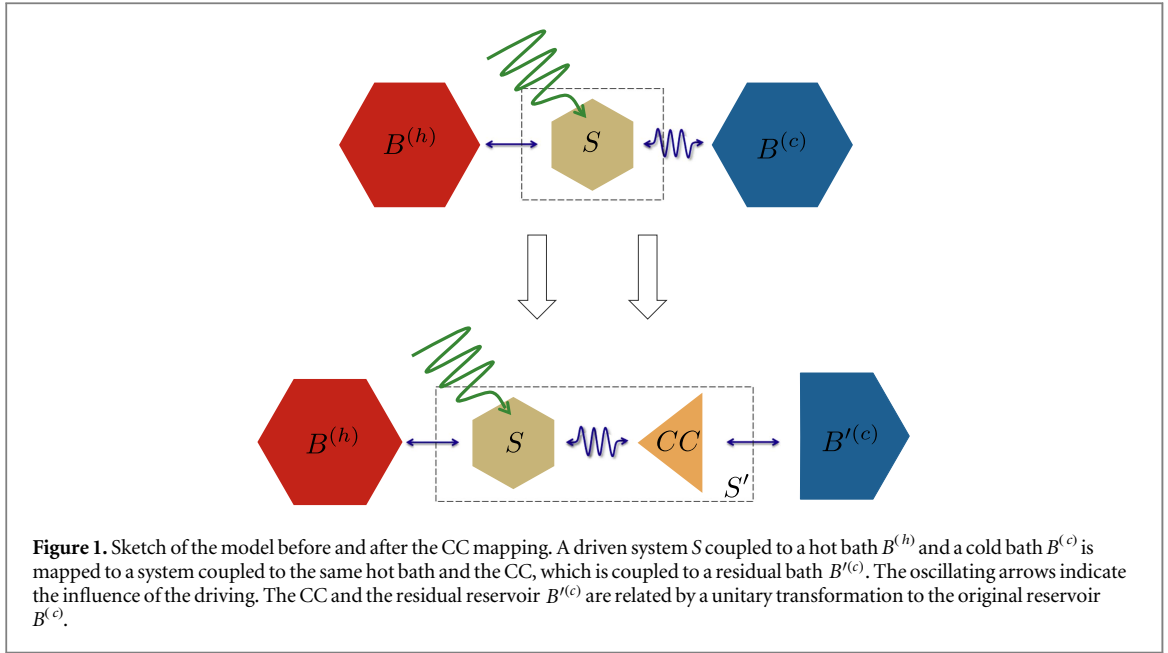 B^(h)
S
B^(c)
B^(h)
S
CC
B'^(c)
S'
Figure 1. Sketch of the model before and after the CC mapping. A driven system S coupled to a hot bath B^(h) and a cold bath B^(c) is
mapped to a system coupled to the same hot bath and the CC, which is coupled to a residual bath B'^(c). The oscillating arrows indicate
the influence of the driving. The CC and the residual reservoir B'^(c) are related by a unitary transformation to the original reservoir
B^(c).